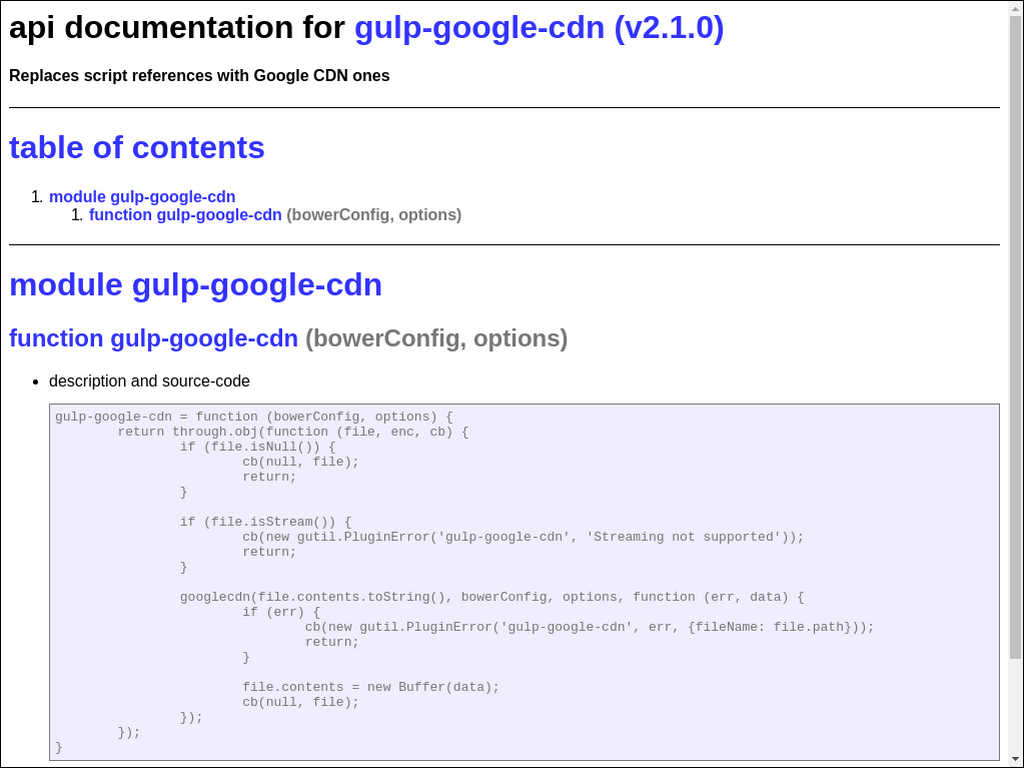 api documentation for gulp-google-cdn (v2.1.0)
Replaces script references with Google CDN ones
table of contents
1. module gulp-google-cdn
1. function gulp-google-cdn (bowerConfig, options)
module gulp-google-cdn
function gulp-google-cdn (bowerConfig, options)
• description and source-code
gulp-google-cdn = function (bowerConfig, options) {
        return through.obj(function (file, enc, cb) {
                if (file.isNull()) {
                        cb(null, file);
                        return;
                }

                if (file.isStream()) {
                        cb(new gutil.PluginError('gulp-google-cdn', 'Streaming not supported'));
                        return;
                }

                googlecdn(file.contents.toString(), bowerConfig, options, function (err, data) {
                        if (err) {
                                cb(new gutil.PluginError('gulp-google-cdn', err, {fileName: file.path}));
                                return;
                        }

                        file.contents = new Buffer(data);
                        cb(null, file);
                });
        });
}